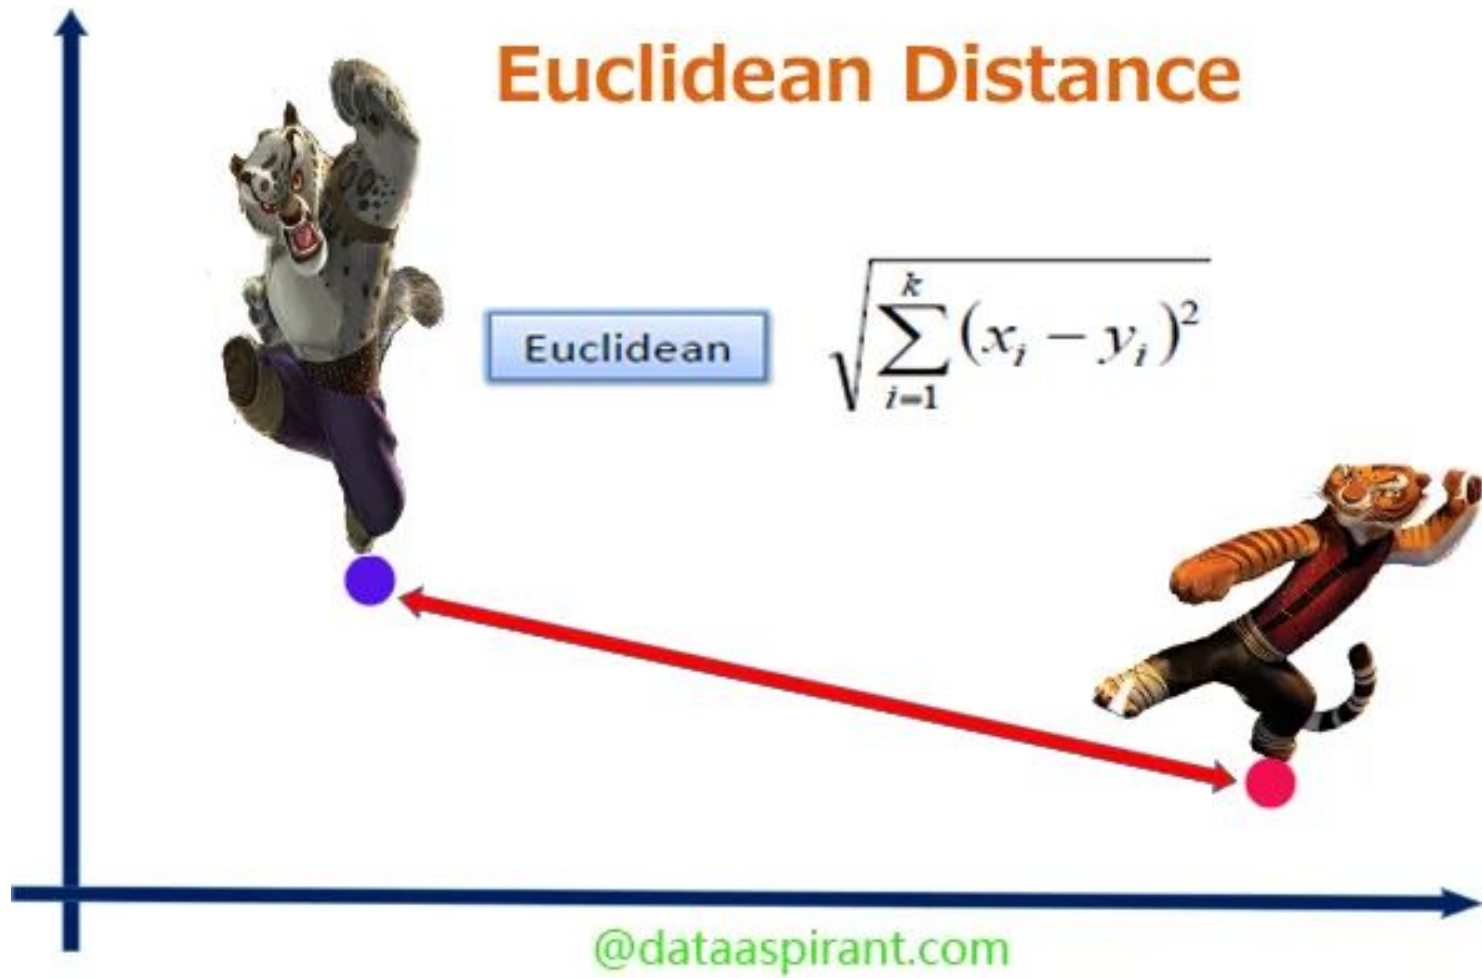 Euclidean Distance
Euclidean
√∑_{i=1}^{k} (x_i − y_i)^2
@dataaspirant.com